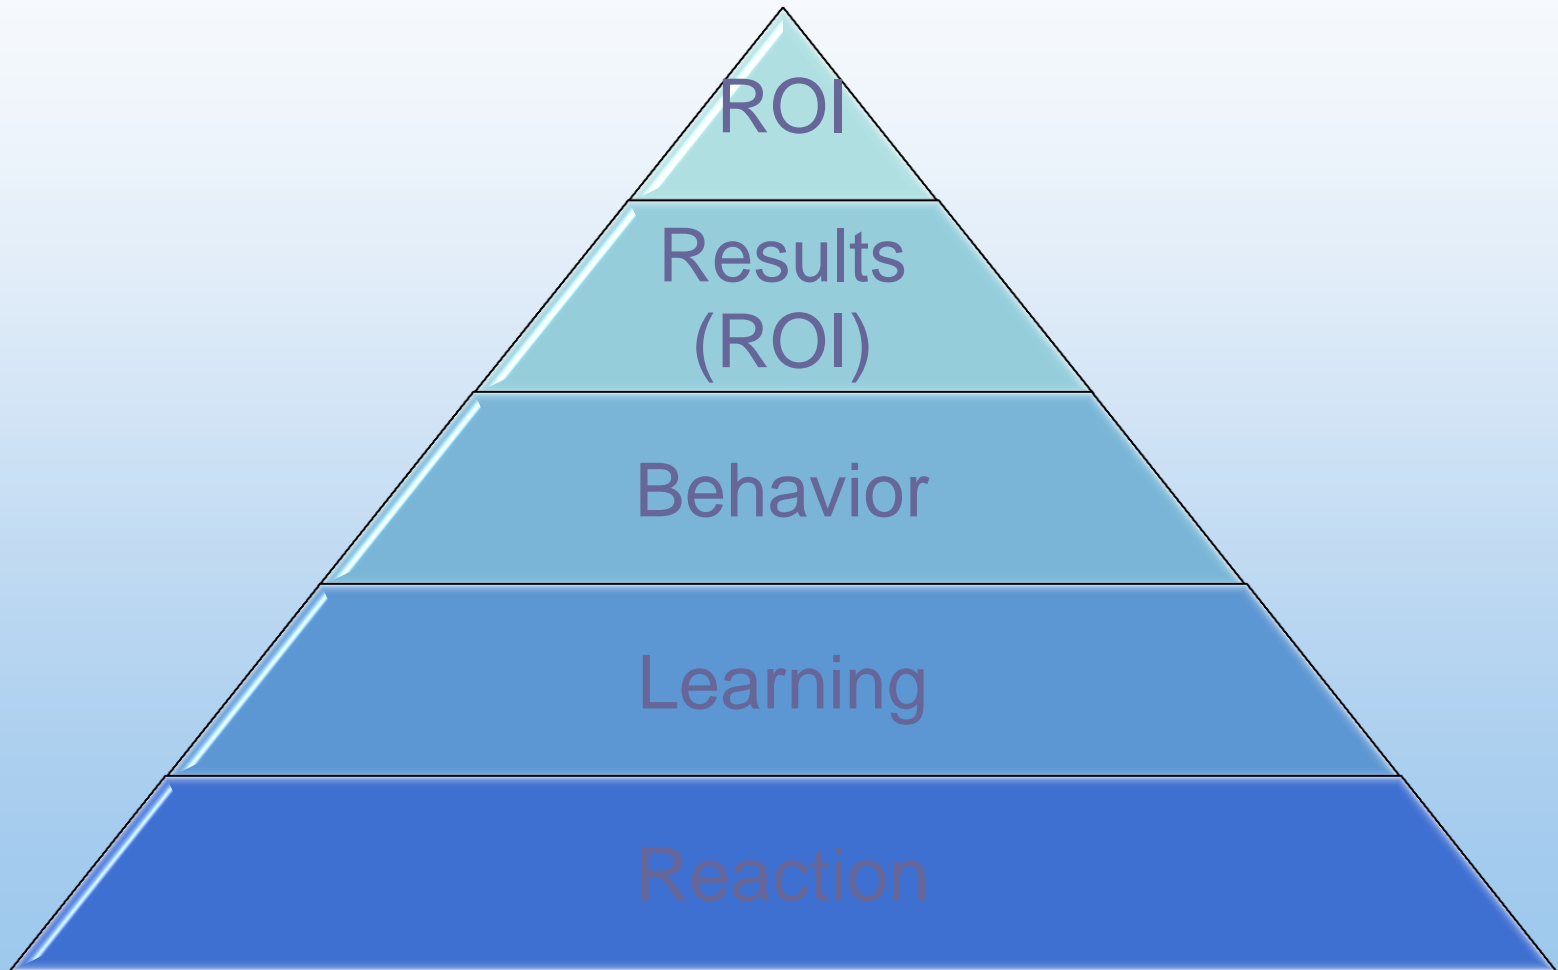 ROI
Results
(ROI)
Behavior
Learning
Reaction